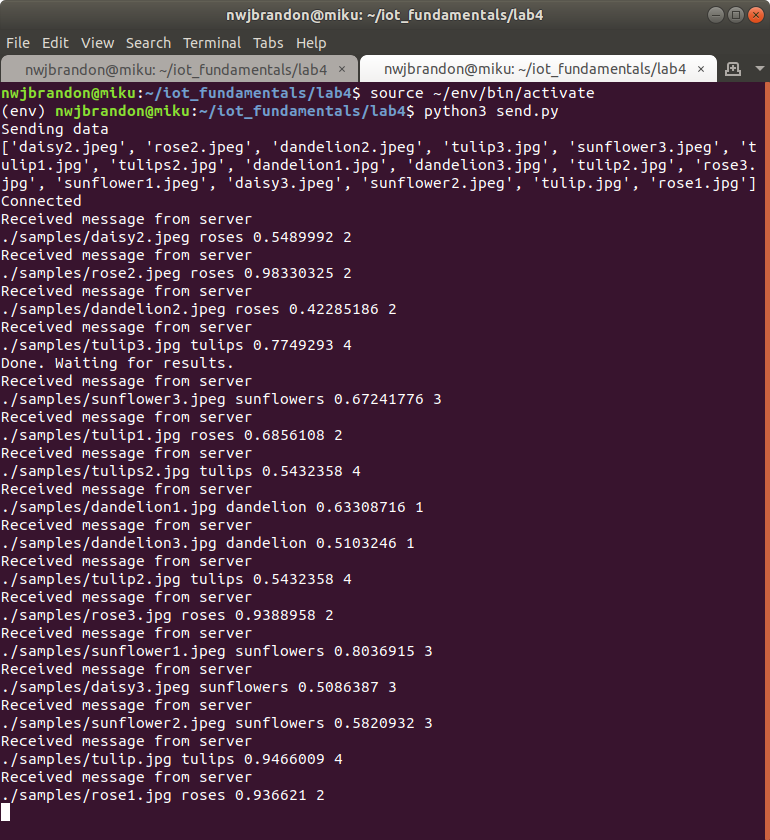 nwjbrandon@miku: ~/iot_fundamentals/lab4
File Edit View Search Terminal Tabs Help
nwjbrandon@miku: ~/iot_fundamentals/lab4 × nwjbrandon@miku: ~/iot_fundamentals/lab4 ×
nwjbrandon@miku:~/iot_fundamentals/lab4$ source ~/env/bin/activate
(env) nwjbrandon@miku:~/iot_fundamentals/lab4$ python3 send.py
Sending data
['daisy2.jpeg', 'rose2.jpeg', 'dandelion2.jpeg', 'tulip3.jpg', 'sunflower3.jpeg', 't
ulip1.jpg', 'tulips2.jpg', 'dandelion1.jpg', 'dandelion3.jpg', 'tulip2.jpg', 'rose3.
jpg', 'sunflower1.jpeg', 'daisy3.jpeg', 'sunflower2.jpeg', 'tulip.jpg', 'rose1.jpg']
Connected
Received message from server
./samples/daisy2.jpeg roses 0.5489992 2
Received message from server
./samples/rose2.jpeg roses 0.98330325 2
Received message from server
./samples/dandelion2.jpeg roses 0.42285186 2
Received message from server
./samples/tulip3.jpg tulips 0.7749293 4
Done. Waiting for results.
Received message from server
./samples/sunflower3.jpeg sunflowers 0.67241776 3
Received message from server
./samples/tulip1.jpg roses 0.6856108 2
Received message from server
./samples/tulips2.jpg tulips 0.5432358 4
Received message from server
./samples/dandelion1.jpg dandelion 0.63308716 1
Received message from server
./samples/dandelion3.jpg dandelion 0.5103246 1
Received message from server
./samples/tulip2.jpg tulips 0.5432358 4
Received message from server
./samples/rose3.jpg roses 0.9388958 2
Received message from server
./samples/sunflower1.jpeg sunflowers 0.8036915 3
Received message from server
./samples/daisy3.jpeg sunflowers 0.5086387 3
Received message from server
./samples/sunflower2.jpeg sunflowers 0.5820932 3
Received message from server
./samples/tulip.jpg tulips 0.9466009 4
Received message from server
./samples/rose1.jpg roses 0.936621 2